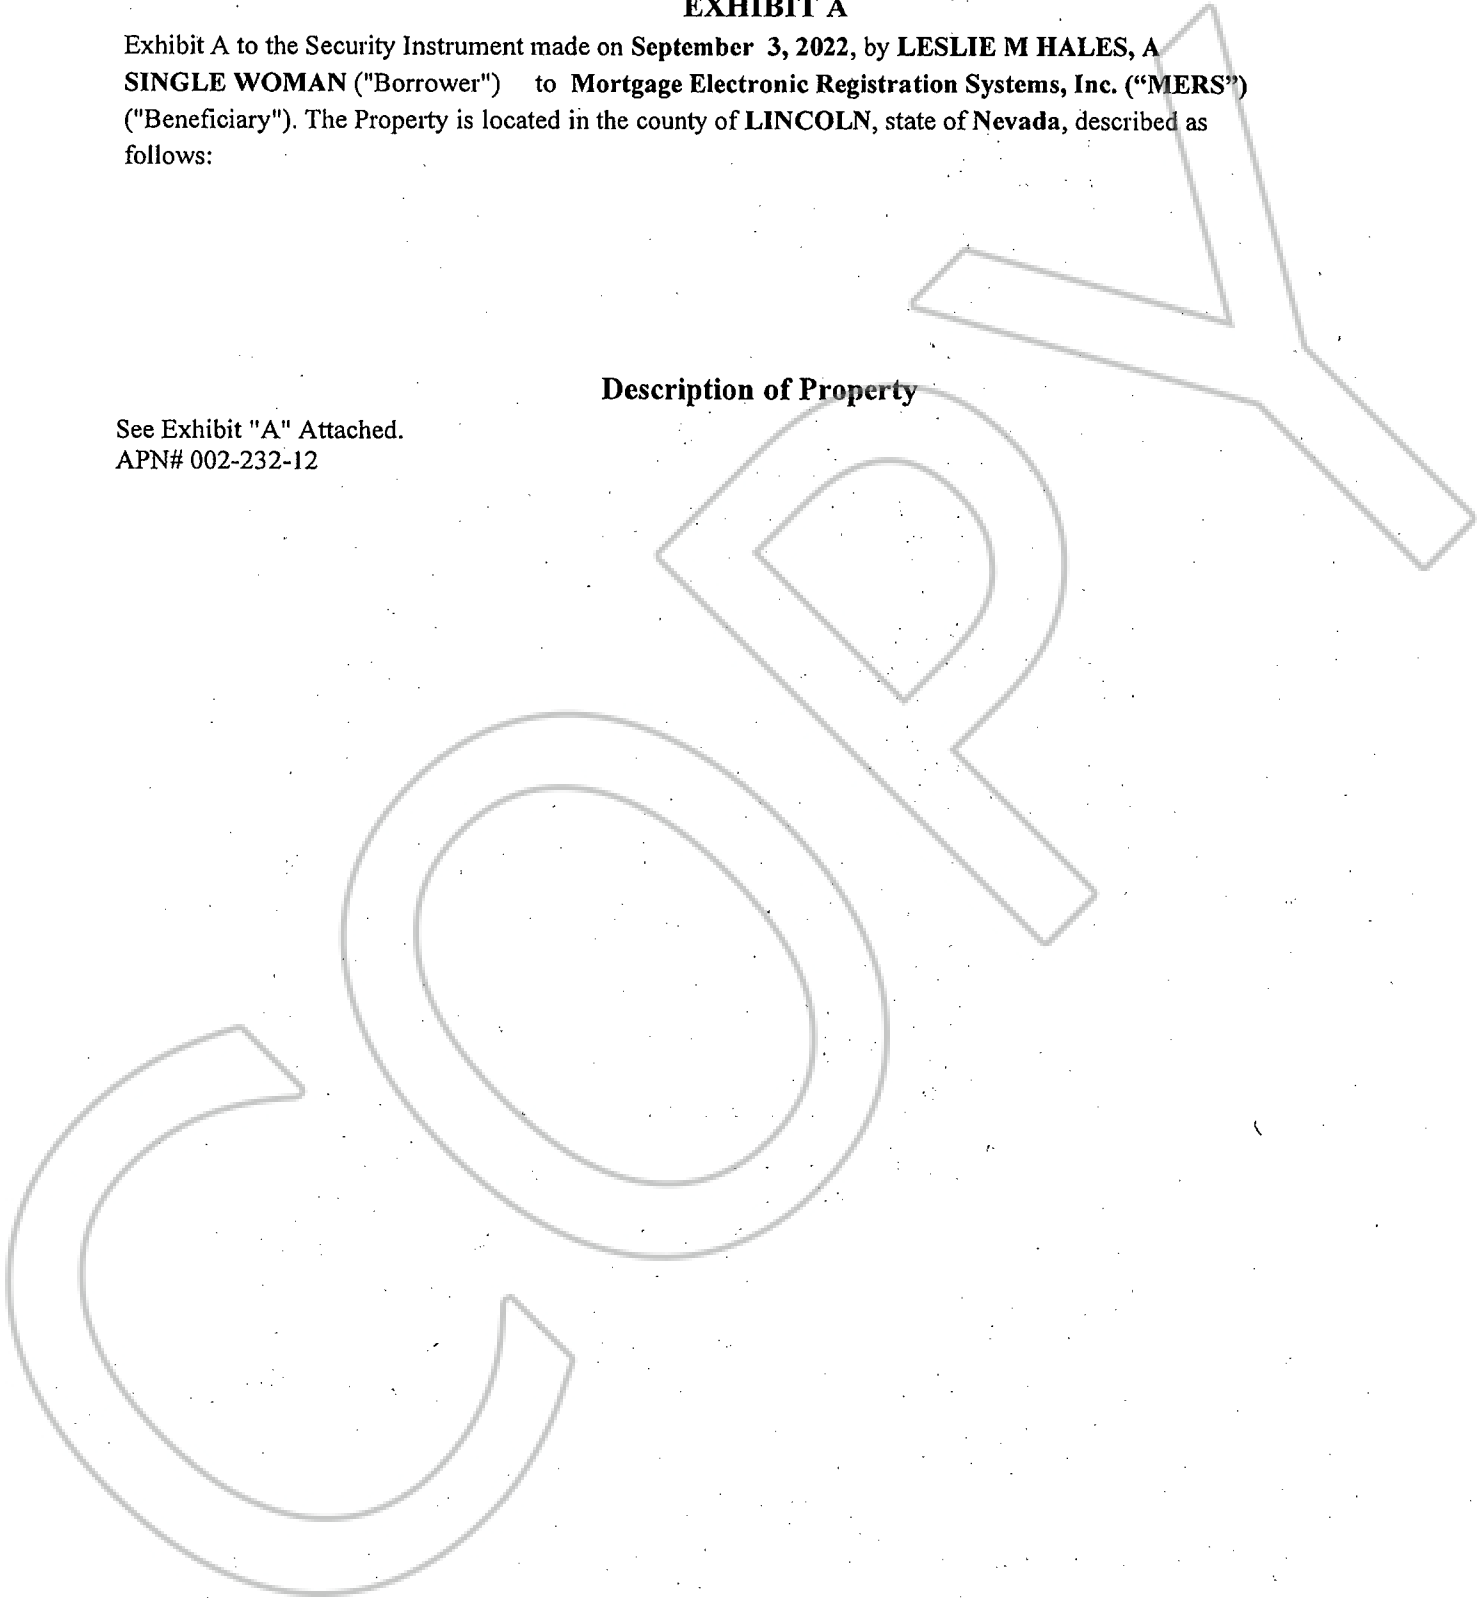 EXHIBIT A
Exhibit A to the Security Instrument made on September 3, 2022, by LESLIE M HALES, A
SINGLE WOMAN ("Borrower") to Mortgage Electronic Registration Systems, Inc. (“MERS”)
("Beneficiary"). The Property is located in the county of LINCOLN, state of Nevada, described as
follows:
Description of Property
See Exhibit "A" Attached.
APN# 002-232-12
COPY